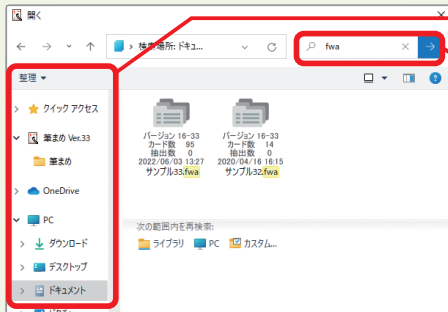 開く
検索場所: ドキュ...
fwa
整理
クイック アクセス
筆まめ Ver.33
筆まめ
OneDrive
PC
ダウンロード
デスクトップ
ドキュメント
バージョン 16-33
カード数 95
抽出数 0
2022/06/03 13:27
サンプル33.fwa
バージョン 16-33
カード数 14
抽出数 0
2020/04/16 16:15
サンプル32.fwa
次の範囲内を再検索:
ライブラリ PC カスタム...